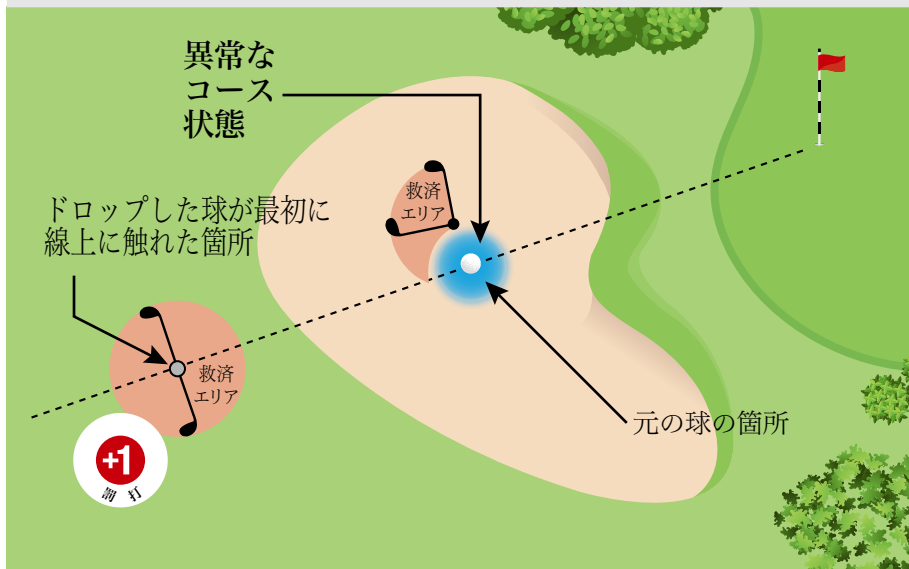 異常な
コース
状態
救済
エリア
ドロップした球が最初に
線上に触れた箇所
救済
エリア
元の球の箇所
+1
罰打